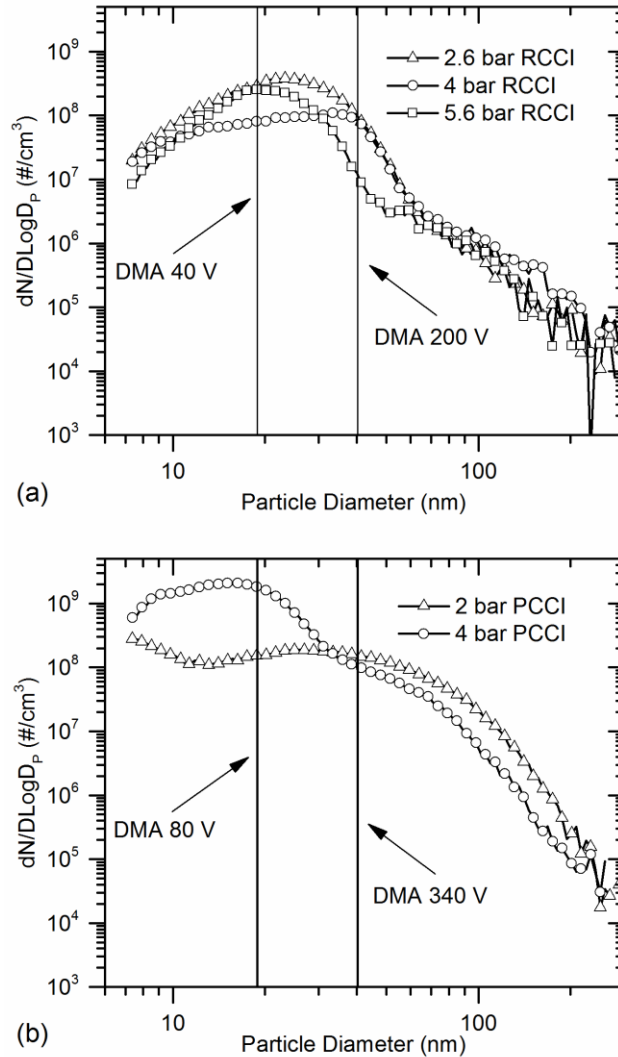 10⁹
10⁸
10⁷
10⁶
10⁵
10⁴
10³
dN/DLogD_P (#/cm³)
2.6 bar RCCI
4 bar RCCI
5.6 bar RCCI
DMA 40 V
DMA 200 V
10
100
(a)
Particle Diameter (nm)
10⁹
10⁸
10⁷
10⁶
10⁵
10⁴
10³
dN/DLogD_P (#/cm³)
2 bar PCCI
4 bar PCCI
DMA 80 V
DMA 340 V
10
100
(b)
Particle Diameter (nm)